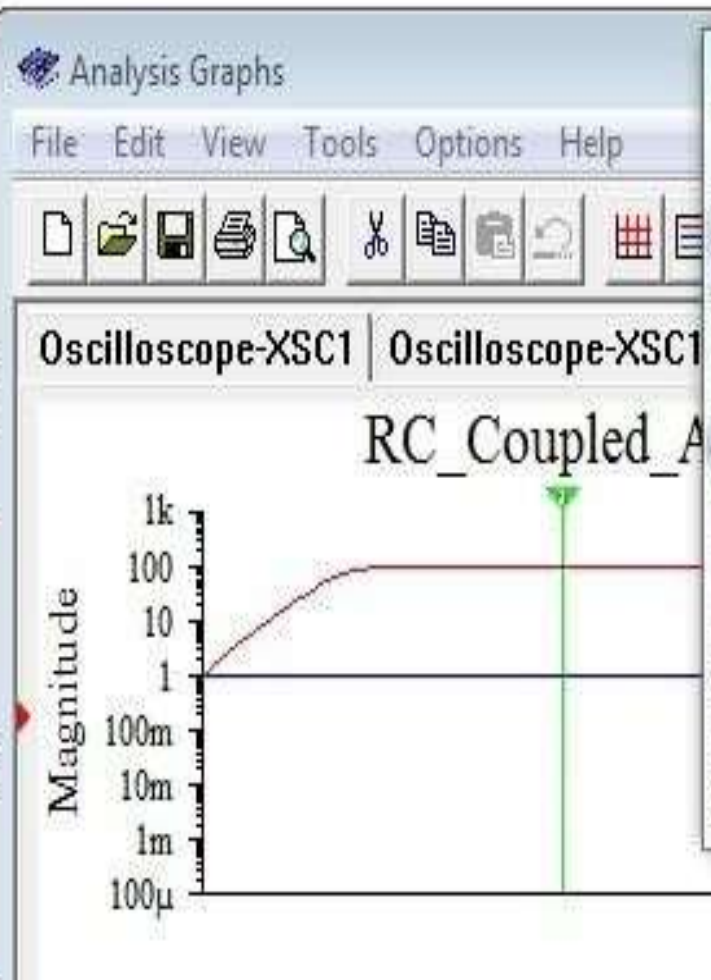 Analysis Graphs
File Edit View Tools Options Help
Oscilloscope-XSC1 Oscilloscope-XSC1
RC_Coupled_A
1k
100
10
1
100m
10m
1m
100µ
Magnitude